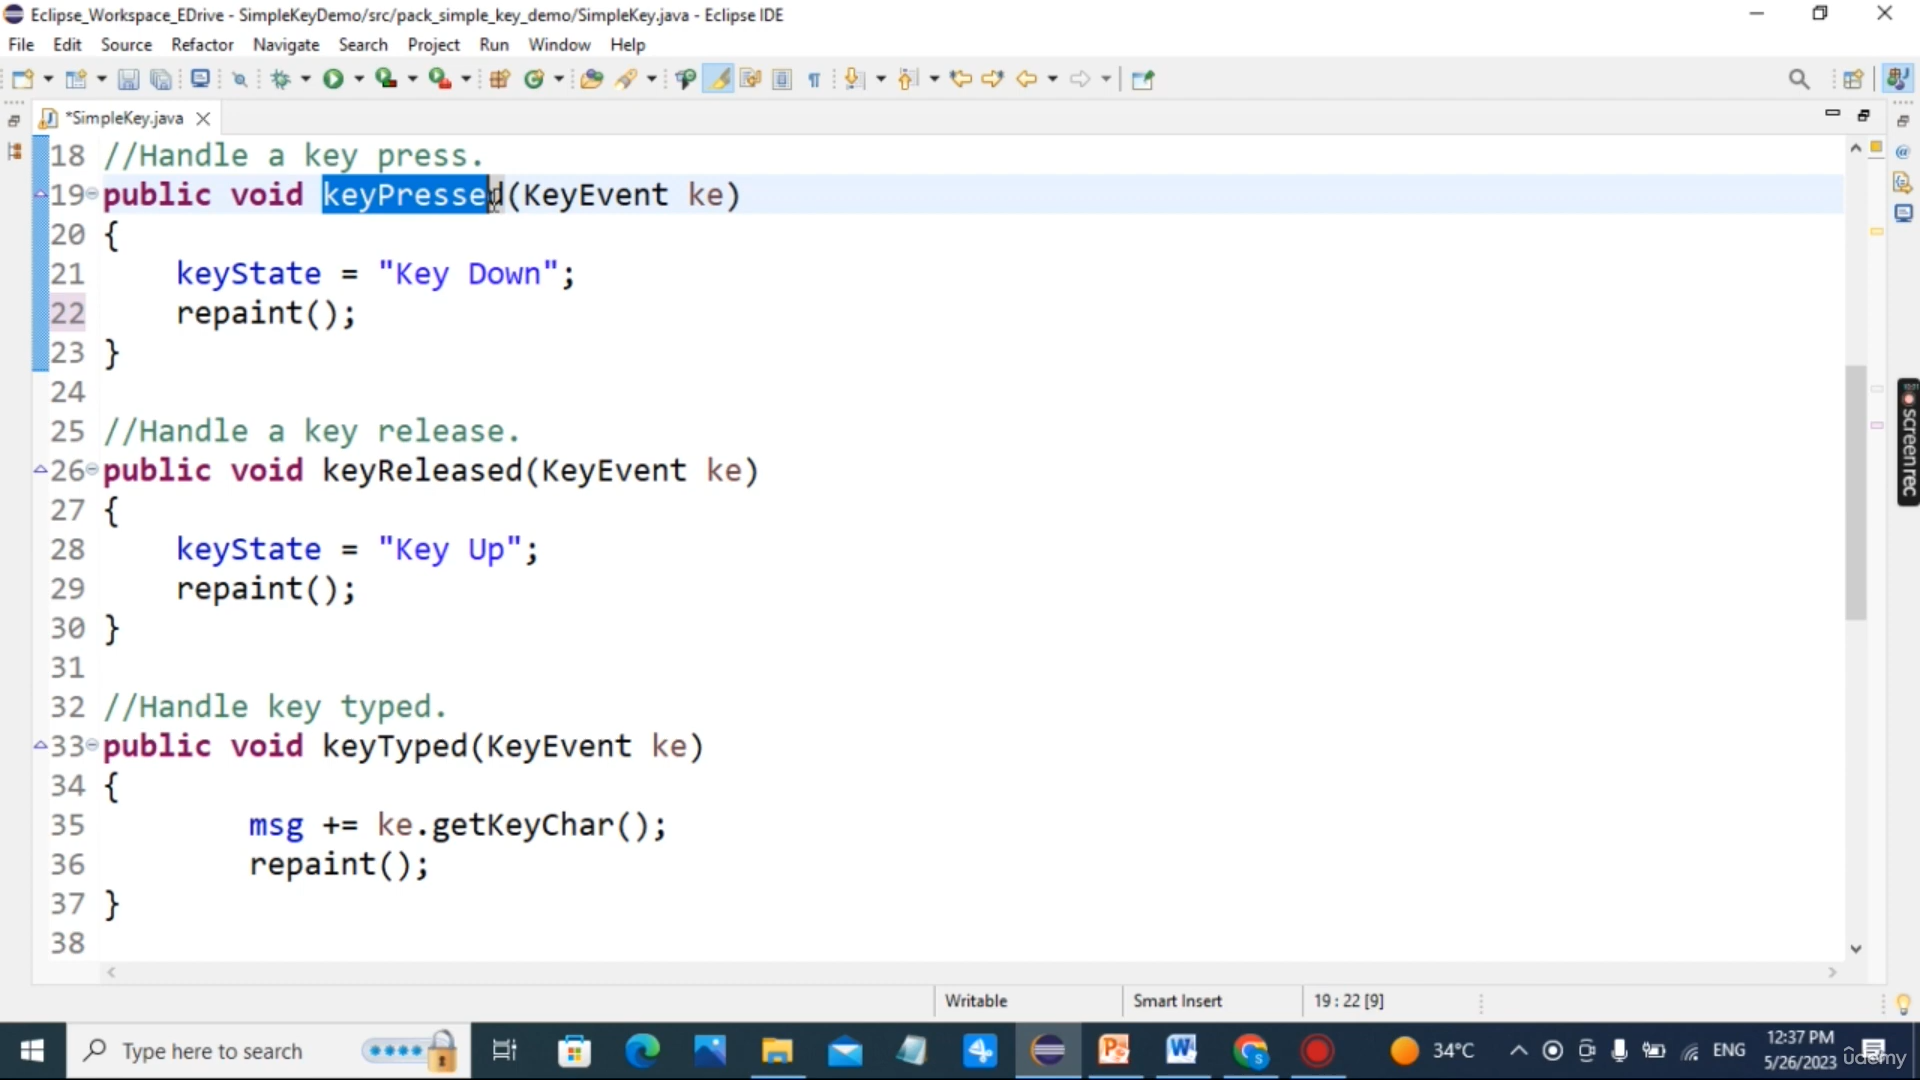 Eclipse_Workspace_EDrive - SimpleKeyDemo/src/pack_simple_key_demo/SimpleKey.java - Eclipse IDE
File Edit Source Refactor Navigate Search Project Run Window Help
*SimpleKey.java
18 //Handle a key press.
19 public void keyPressed(KeyEvent ke)
20 {
21 keyState = "Key Down";
22 repaint();
23 }
24
25 //Handle a key release.
26 public void keyReleased(KeyEvent ke)
27 {
28 keyState = "Key Up";
29 repaint();
30 }
31
32 //Handle key typed.
33 public void keyTyped(KeyEvent ke)
34 {
35 msg += ke.getKeyChar();
36 repaint();
37 }
38
screenrec
Writable Smart Insert 19 : 22 [9]
Type here to search 34°C ENG 12:37 PM
5/26/2023 ûdemy